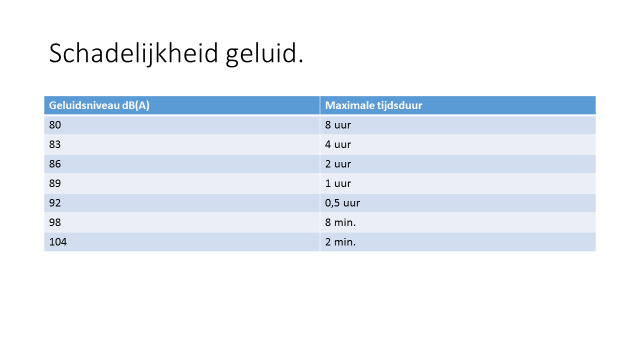 Schadelijkheid geluid.
Geluidsniveau dB(A) Maximale tijdsduur
80 8 uur
83 4 uur
86 2 uur
89 1 uur
92 0,5 uur
98 8 min.
104 2 min.